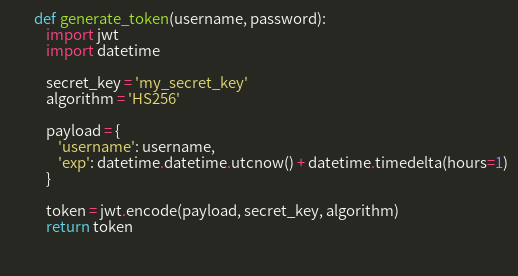 def generate_token(username, password):
import jwt
import datetime
secret_key = 'my_secret_key'
algorithm = 'HS256'
payload = {
'username': username,
'exp': datetime.datetime.utcnow() + datetime.timedelta(hours=1)
}
token = jwt.encode(payload, secret_key, algorithm)
return token